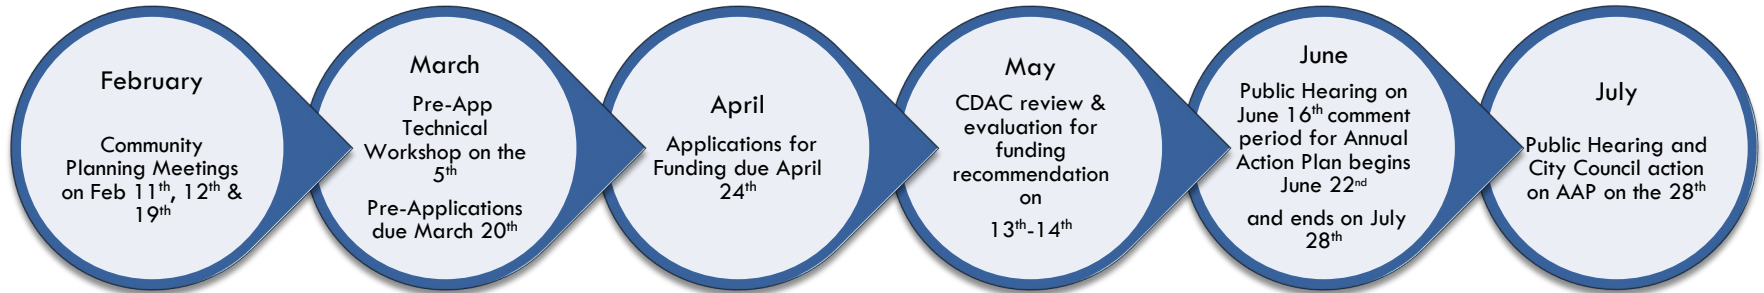 February
Community
Planning Meetings
on Feb 11th, 12th &
19th
March
Pre-App
Technical
Workshop on the
5th
Pre-Applications
due March 20th
April
Applications for
Funding due April
24th
May
CDAC review &
evaluation for
funding
recommendation
on
13th-14th
June
Public Hearing on
June 16th comment
period for Annual
Action Plan begins
June 22nd
and ends on July
28th
July
Public Hearing and
City Council action
on AAP on the 28th